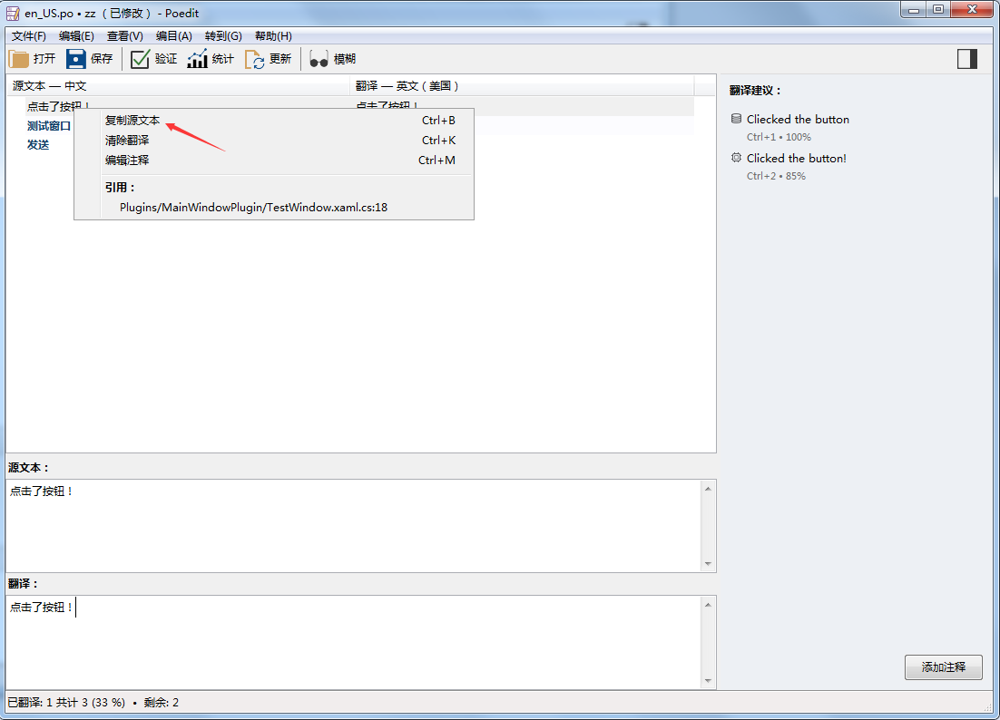 en_US.po • zz （已修改） - Poedit
文件(F) 编辑(E) 查看(V) 编目(A) 转到(G) 帮助(H)
打开 保存 验证 统计 更新 模糊
源文本 — 中文 翻译 — 英文（美国）
点击了按钮！ 点击了按钮！
测试窗口
发送
复制源文本 Ctrl+B
清除翻译 Ctrl+K
编辑注释 Ctrl+M
引用：
Plugins/MainWindowPlugin/TestWindow.xaml.cs:18
翻译建议：
Cliecked the button
Ctrl+1 • 100%
Clicked the button!
Ctrl+2 • 85%
源文本：
点击了按钮！
翻译：
点击了按钮！
添加注释
已翻译: 1 共计 3 (33 %) • 剩余: 2